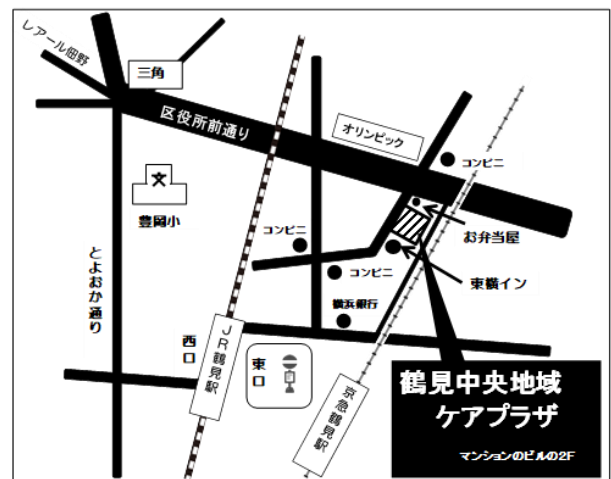 レアール佃野
三角
区役所前通り
オリンピック
コンビニ
文
豊岡小
お弁当屋
コンビニ
コンビニ
東横イン
とよおか通り
横浜銀行
西口
JR鶴見駅
東口
京急鶴見駅
鶴見中央地域
ケアプラザ
マンションのビルの2F